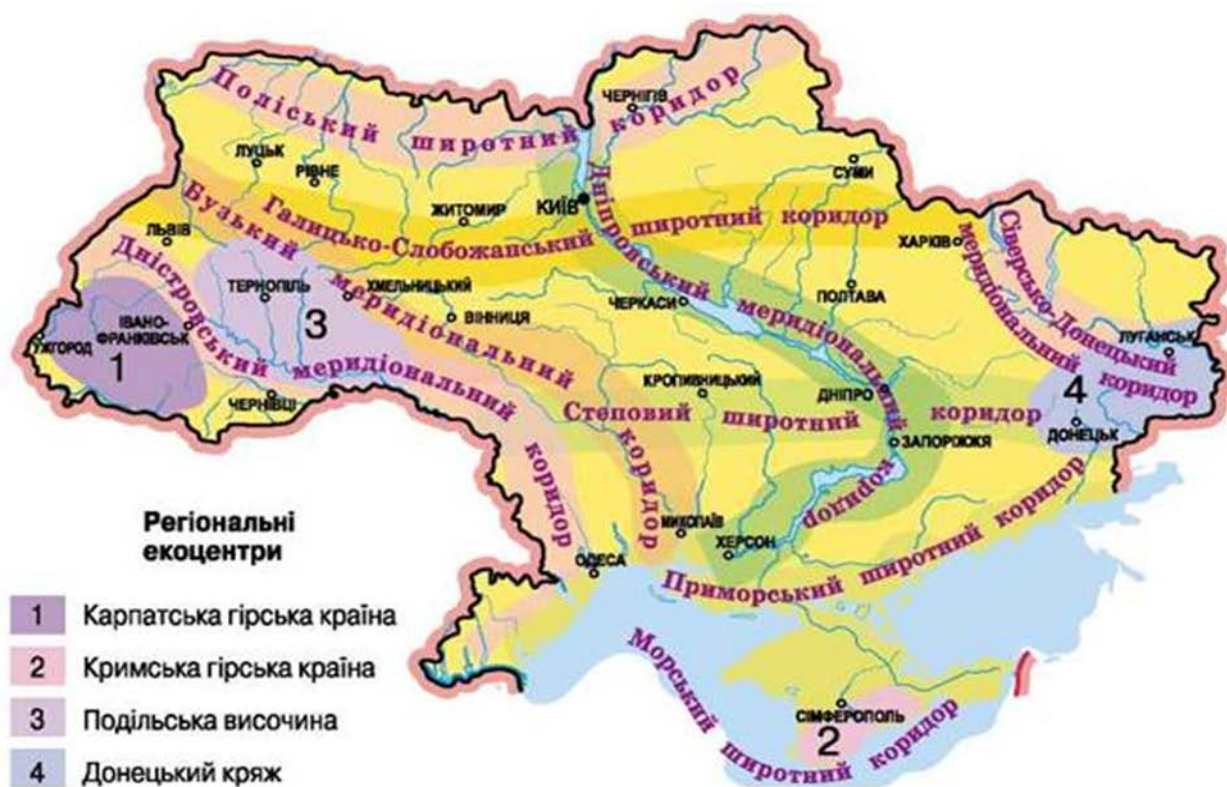 Поліський широтний коридор
ЧЕРНІГІВ
ЛУЦЬК
РІВНЕ
СУМИ
ЖИТОМИР
КИЇВ
Галицько-Слобожанський широтний коридор
Бузький меридіональний коридор
Дніпровський меридіональний коридор
Сіверсько-Донецький
меридіональний коридор
ЛЬВІВ
ХАРКІВ
Дністровський меридіональний коридор
ТЕРНОПІЛЬ
ХМЕЛЬНИЦЬКИЙ
3
ВІННИЦЯ
ЧЕРКАСИ
ПОЛТАВА
ЛУГАНСЬК
УЖГОРОД
ІВАНО-
ФРАНКІВСЬК
1
ЧЕРНІВЦІ
КРОПИВНИЦЬКИЙ
ДНІПРО
4
Степовий широтний коридор
ДОНЕЦЬК
ЗАПОРІЖЖЯ
МИКОЛАЇВ
ХЕРСОН
ОДЕСА
Приморський широтний коридор
Морський широтний коридор
СІМФЕРОПОЛЬ
2
Регіональні
екоцентри
1 Карпатська гірська країна
2 Кримська гірська країна
3 Подільська височина
4 Донецький кряж